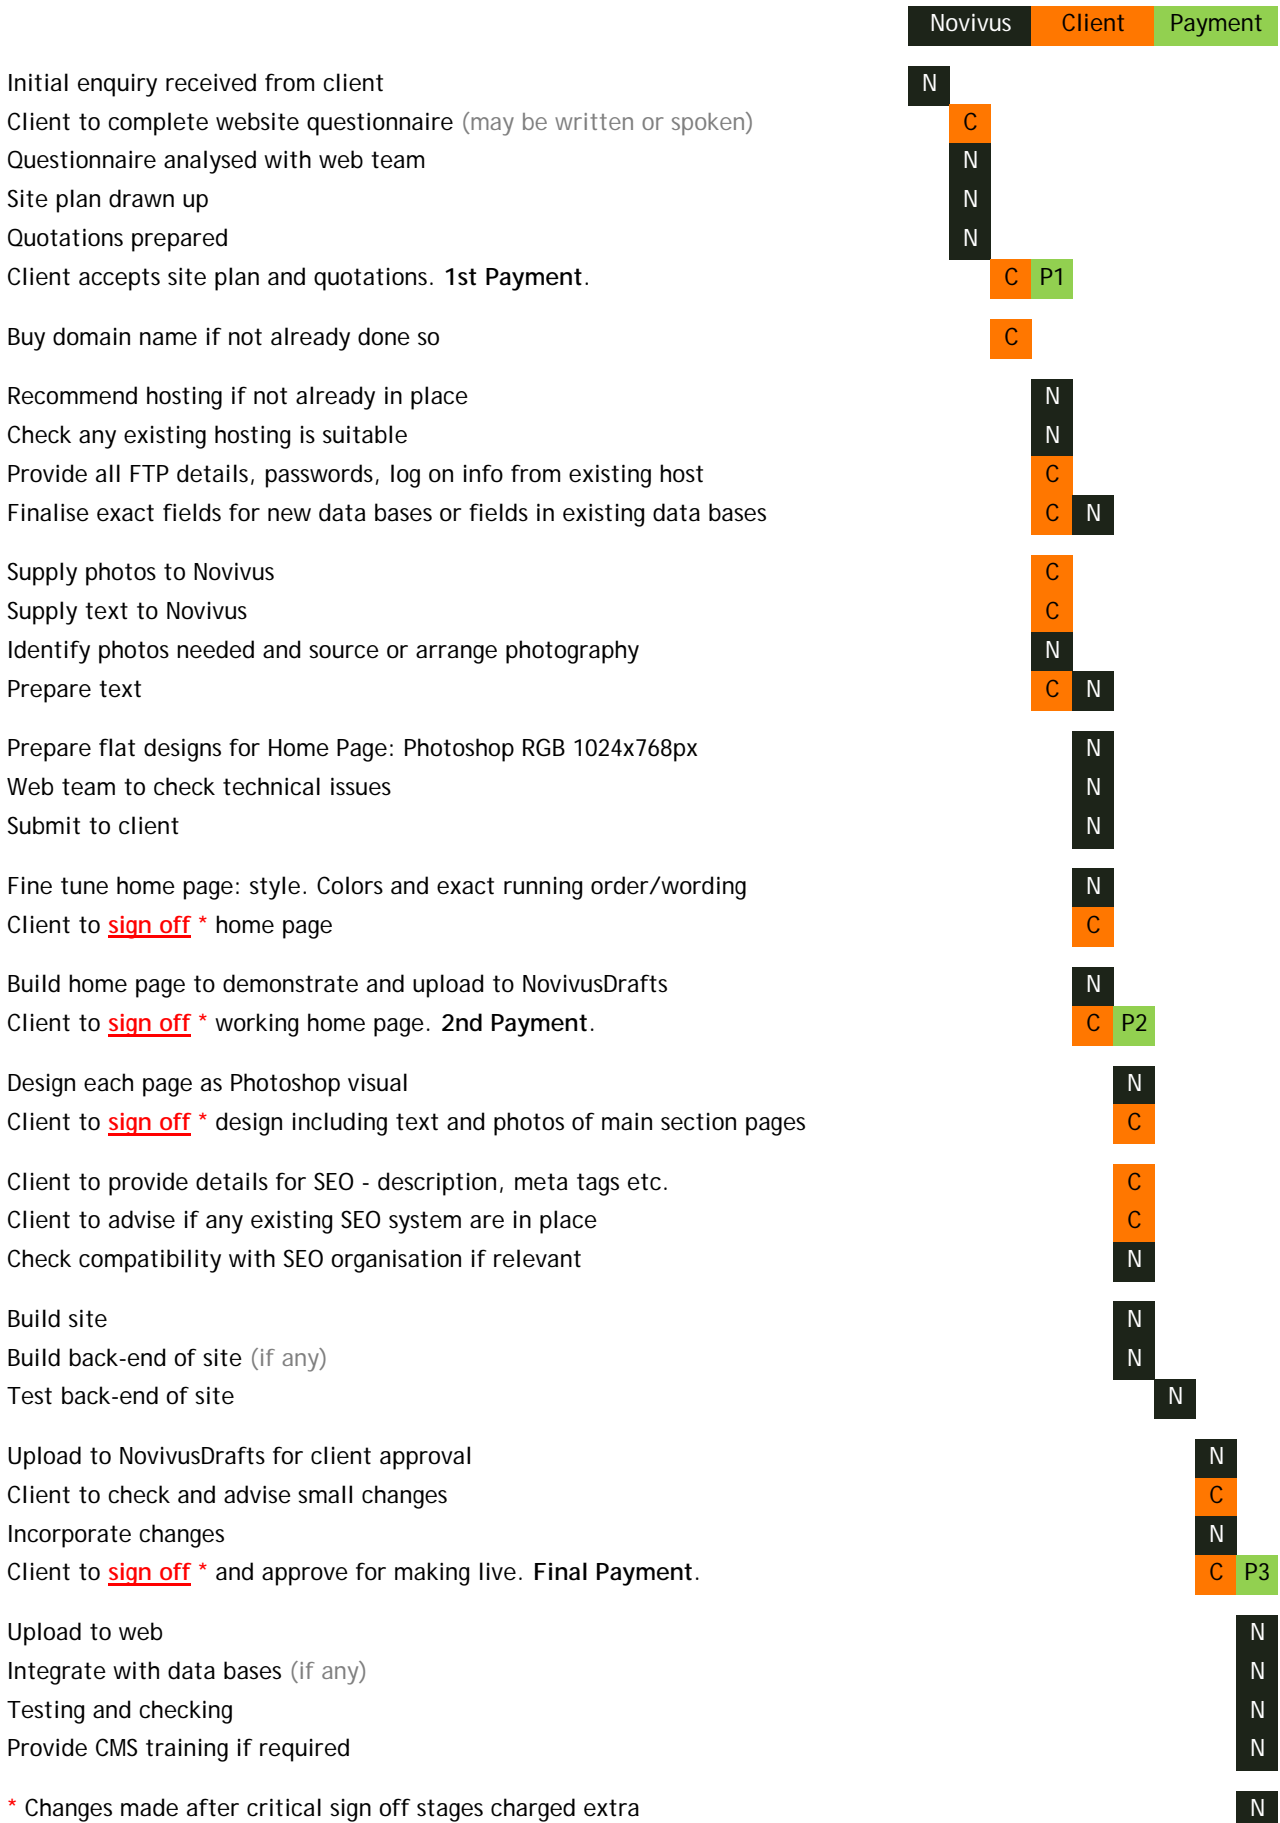 Novivus Client Payment
Initial enquiry received from client N
Client to complete website questionnaire (may be written or spoken) C
Questionnaire analysed with web team N
Site plan drawn up N
Quotations prepared N
Client accepts site plan and quotations. 1st Payment. C P1
Buy domain name if not already done so C
Recommend hosting if not already in place N
Check any existing hosting is suitable N
Provide all FTP details, passwords, log on info from existing host C
Finalise exact fields for new data bases or fields in existing data bases C N
Supply photos to Novivus C
Supply text to Novivus C
Identify photos needed and source or arrange photography N
Prepare text C N
Prepare flat designs for Home Page: Photoshop RGB 1024x768px N
Web team to check technical issues N
Submit to client N
Fine tune home page: style. Colors and exact running order/wording N
Client to sign off * home page C
Build home page to demonstrate and upload to NovivusDrafts N
Client to sign off * working home page. 2nd Payment. C P2
Design each page as Photoshop visual N
Client to sign off * design including text and photos of main section pages C
Client to provide details for SEO - description, meta tags etc. C
Client to advise if any existing SEO system are in place C
Check compatibility with SEO organisation if relevant N
Build site N
Build back-end of site (if any) N
Test back-end of site N
Upload to NovivusDrafts for client approval N
Client to check and advise small changes C
Incorporate changes N
Client to sign off * and approve for making live. Final Payment. C P3
Upload to web N
Integrate with data bases (if any) N
Testing and checking N
Provide CMS training if required N
* Changes made after critical sign off stages charged extra N